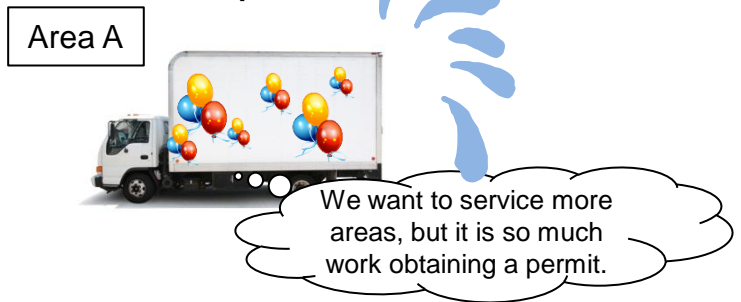 Area A
We want to service more
areas, but it is so much
work obtaining a permit.